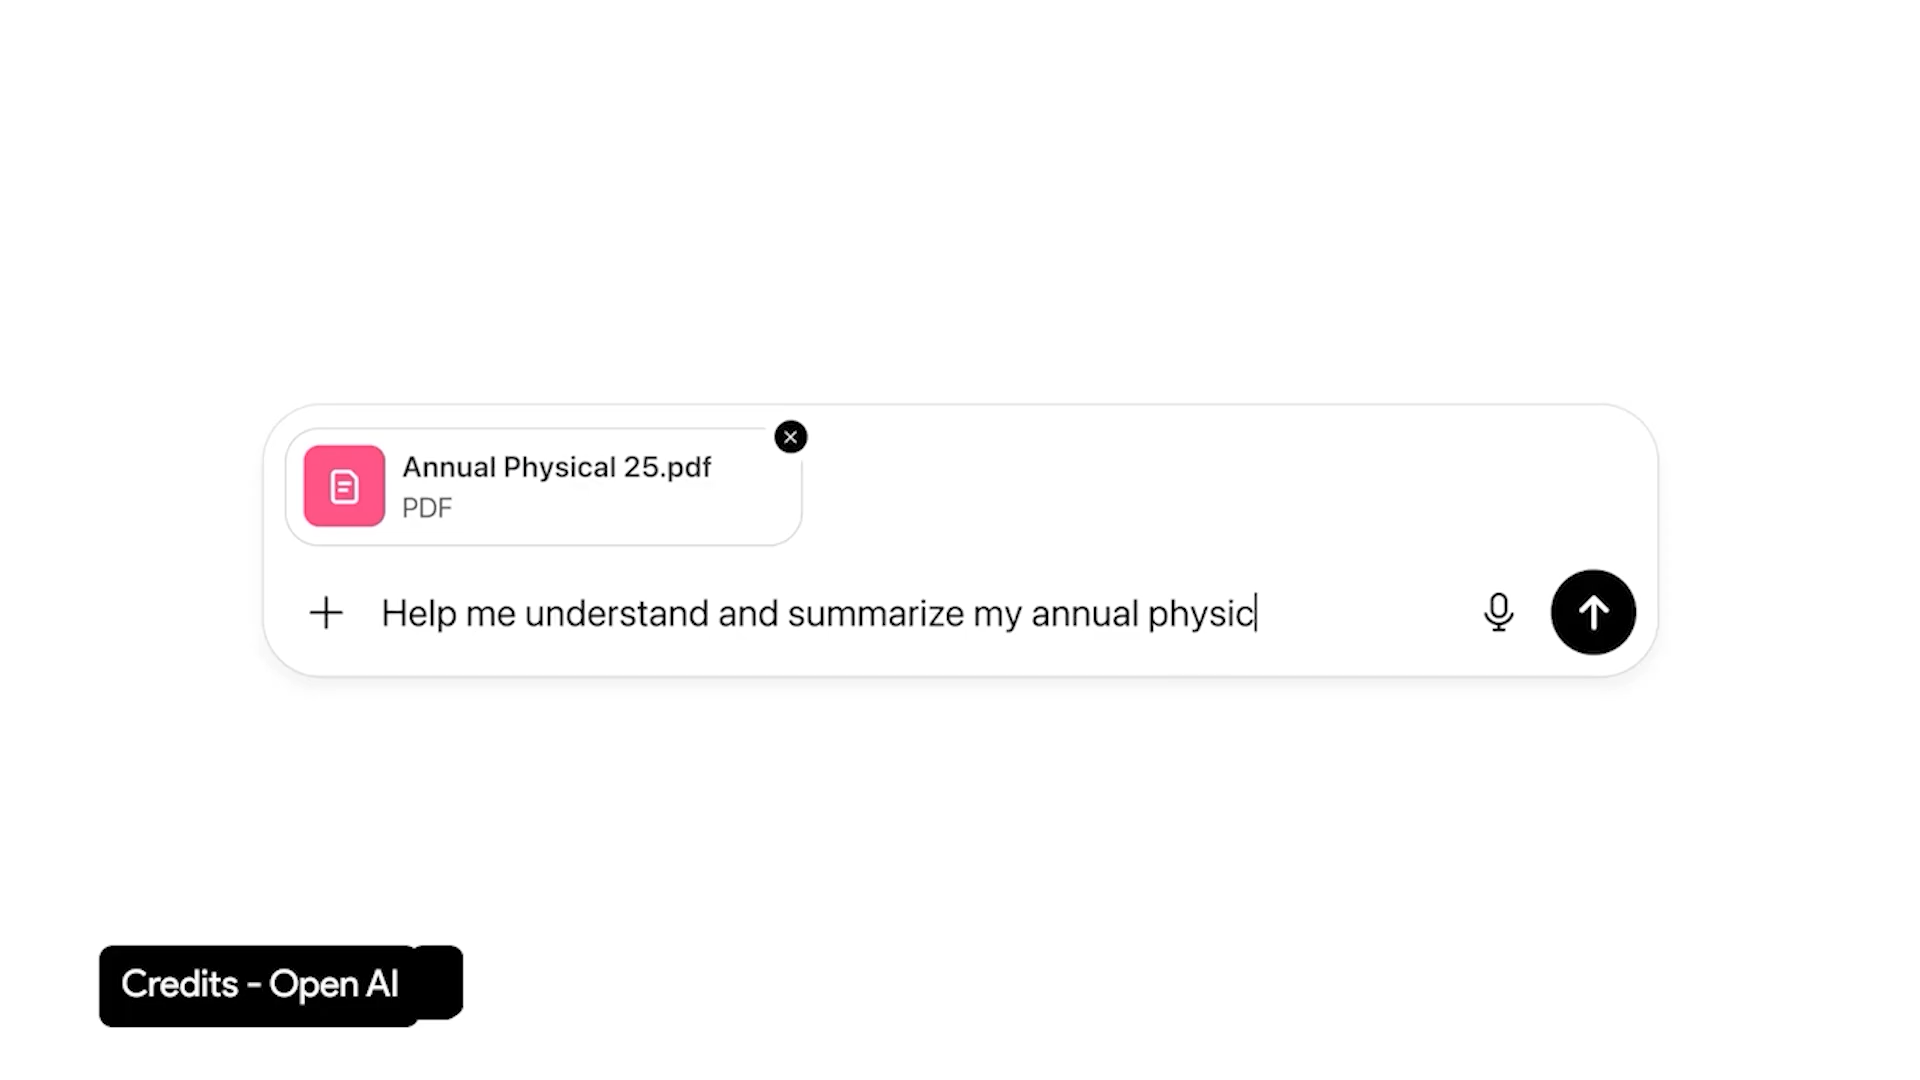 Annual Physical 25.pdf
PDF
Help me understand and summarize my annual physic
Credits - Open AI